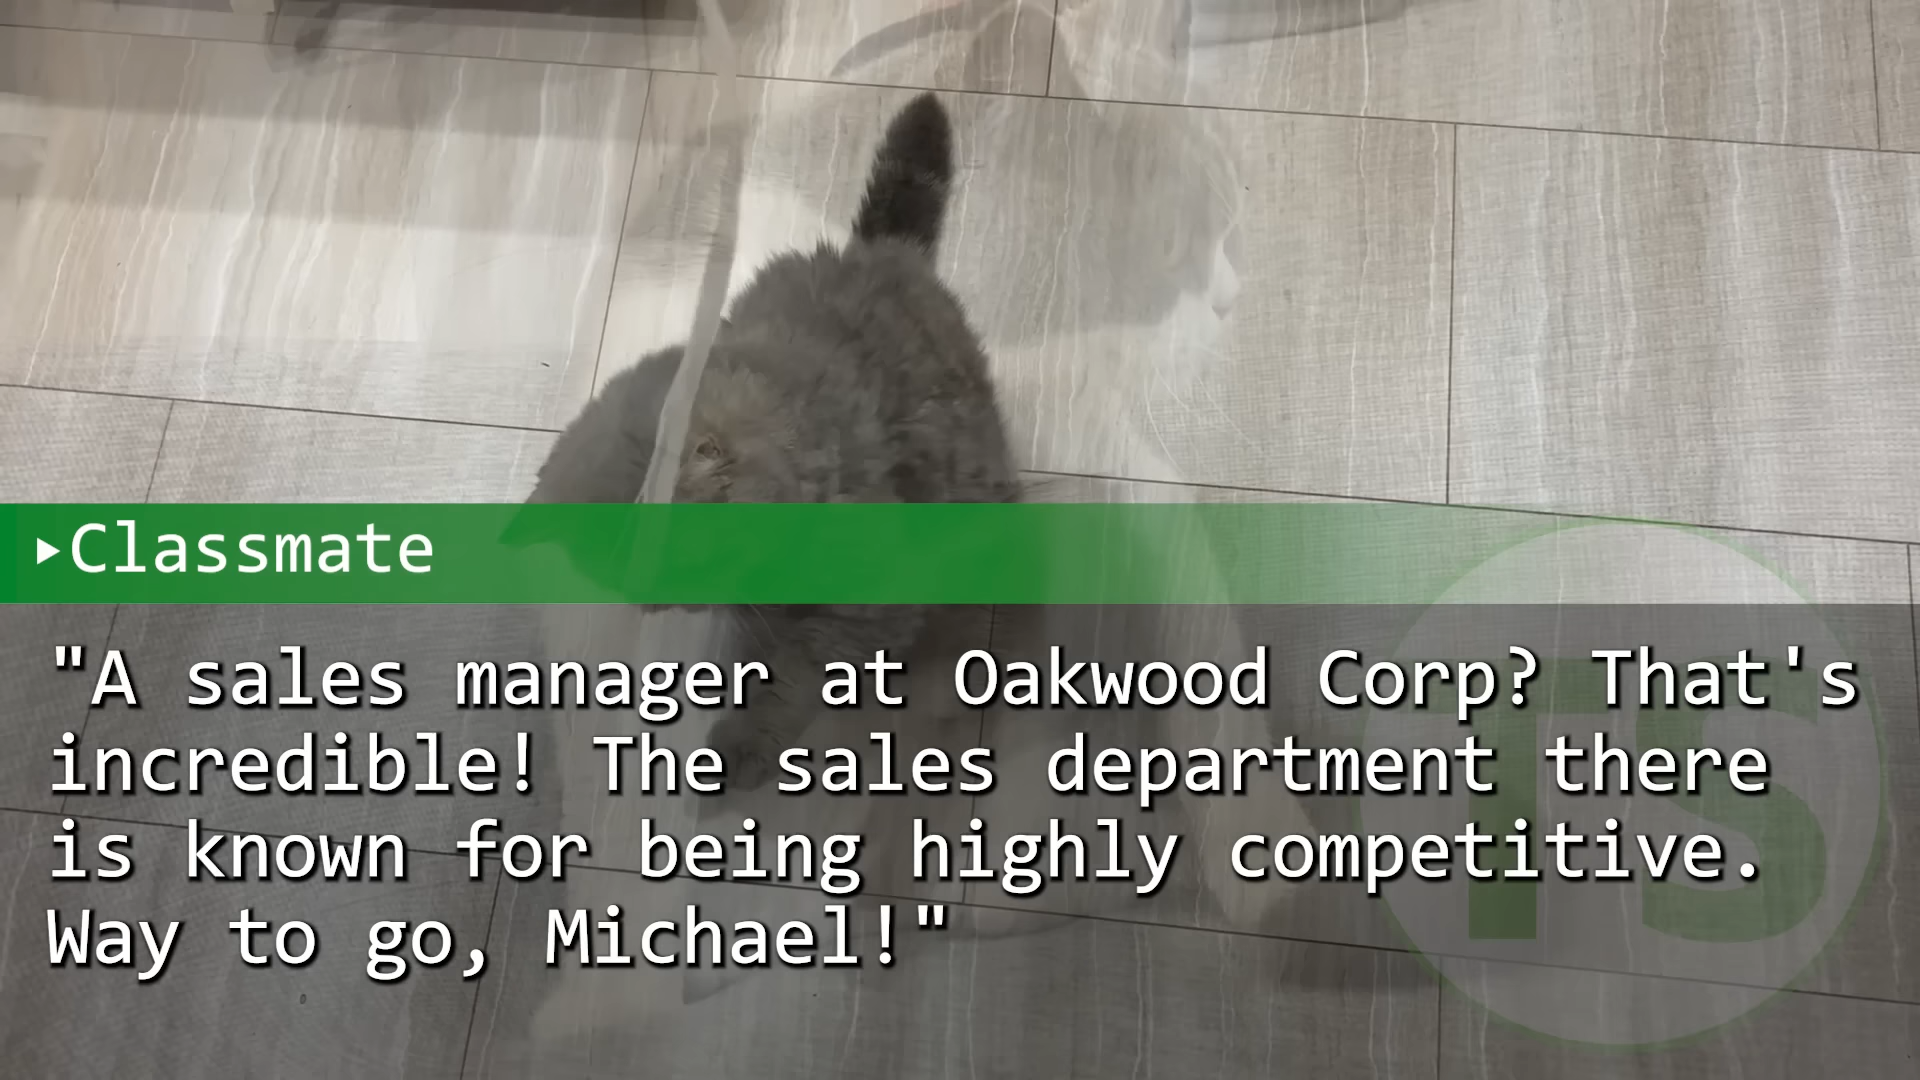 ▶Classmate
"A sales manager at Oakwood Corp? That's
incredible! The sales department there
is known for being highly competitive.
Way to go, Michael!"
TS